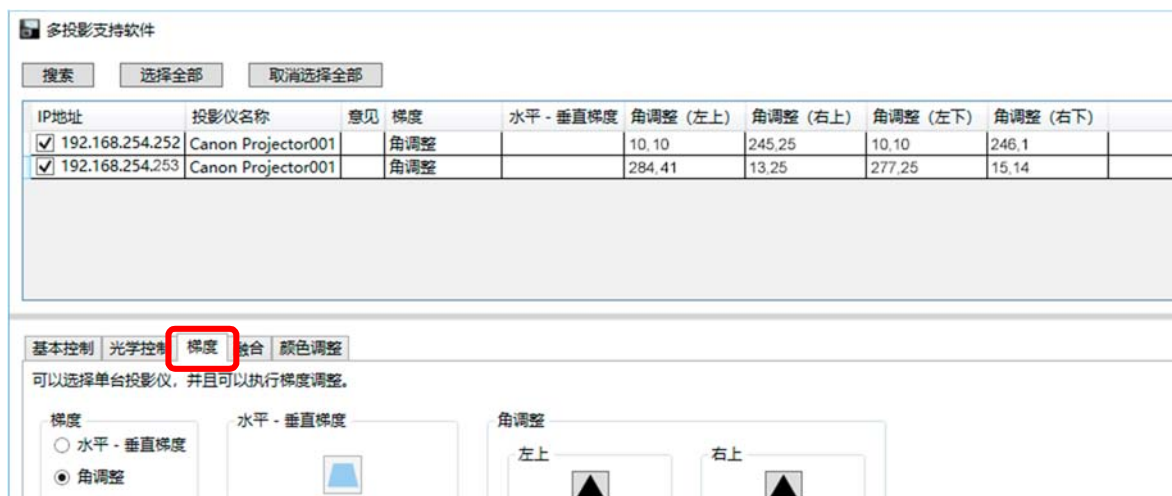 多投影支持软件
搜索 选择全部 取消选择全部
IP地址 投影仪名称 意见 梯度 水平 - 垂直梯度 角调整 (左上) 角调整 (右上) 角调整 (左下) 角调整 (右下)
192.168.254.252 Canon Projector001 角调整 10, 10 245,25 10,10 246,1
192.168.254.253 Canon Projector001 角调整 284,41 13,25 277,25 15,14
基本控制 光学控制 梯度 融合 颜色调整
可以选择单台投影仪，并且可以执行梯度调整。
梯度 水平 - 垂直梯度 角调整
水平 - 垂直梯度 左上 右上
角调整